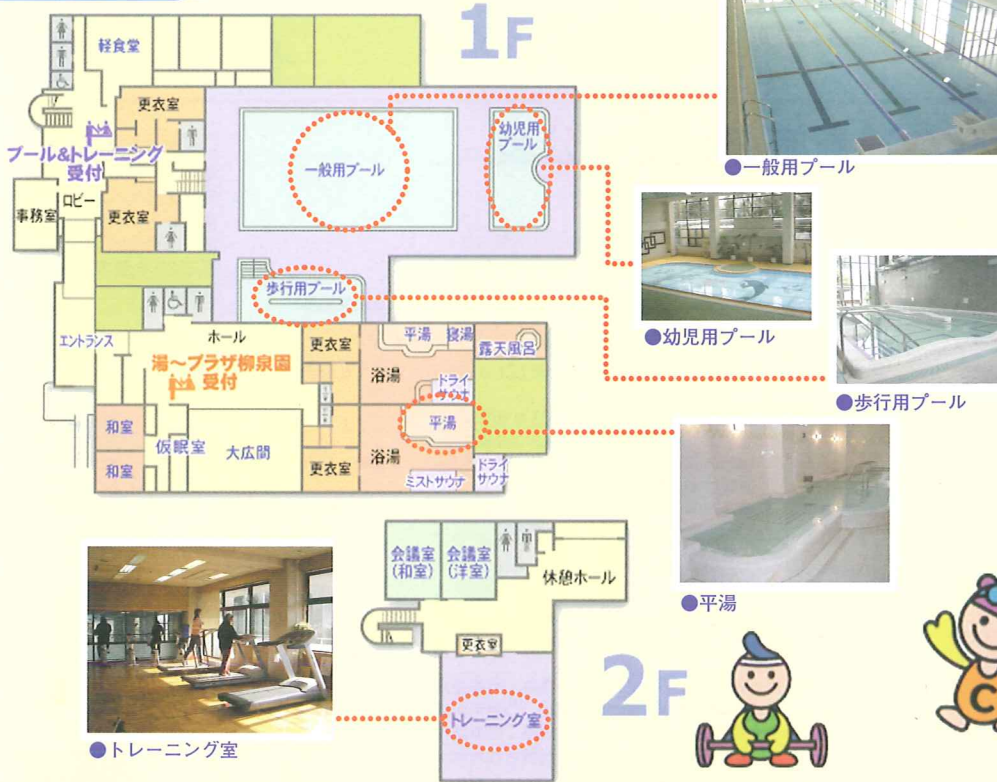 1F
軽食堂
更衣室
プール&トレーニング
受付
事務室
ロビー
更衣室
一般用プール
幼児用
プール
歩行用プール
●一般用プール
●幼児用プール
●歩行用プール
エントランス
ホール
湯～プラザ柳泉園
受付
更衣室
平湯
寝湯
露天風呂
浴湯
ドライ
サウナ
和室
仮眠室
大広間
平湯
和室
更衣室
浴湯
ミストサウナ
ドライ
サウナ
●平湯
会議室
(和室)
会議室
(洋室)
休憩ホール
更衣室
2F
トレーニング室
●トレーニング室
C